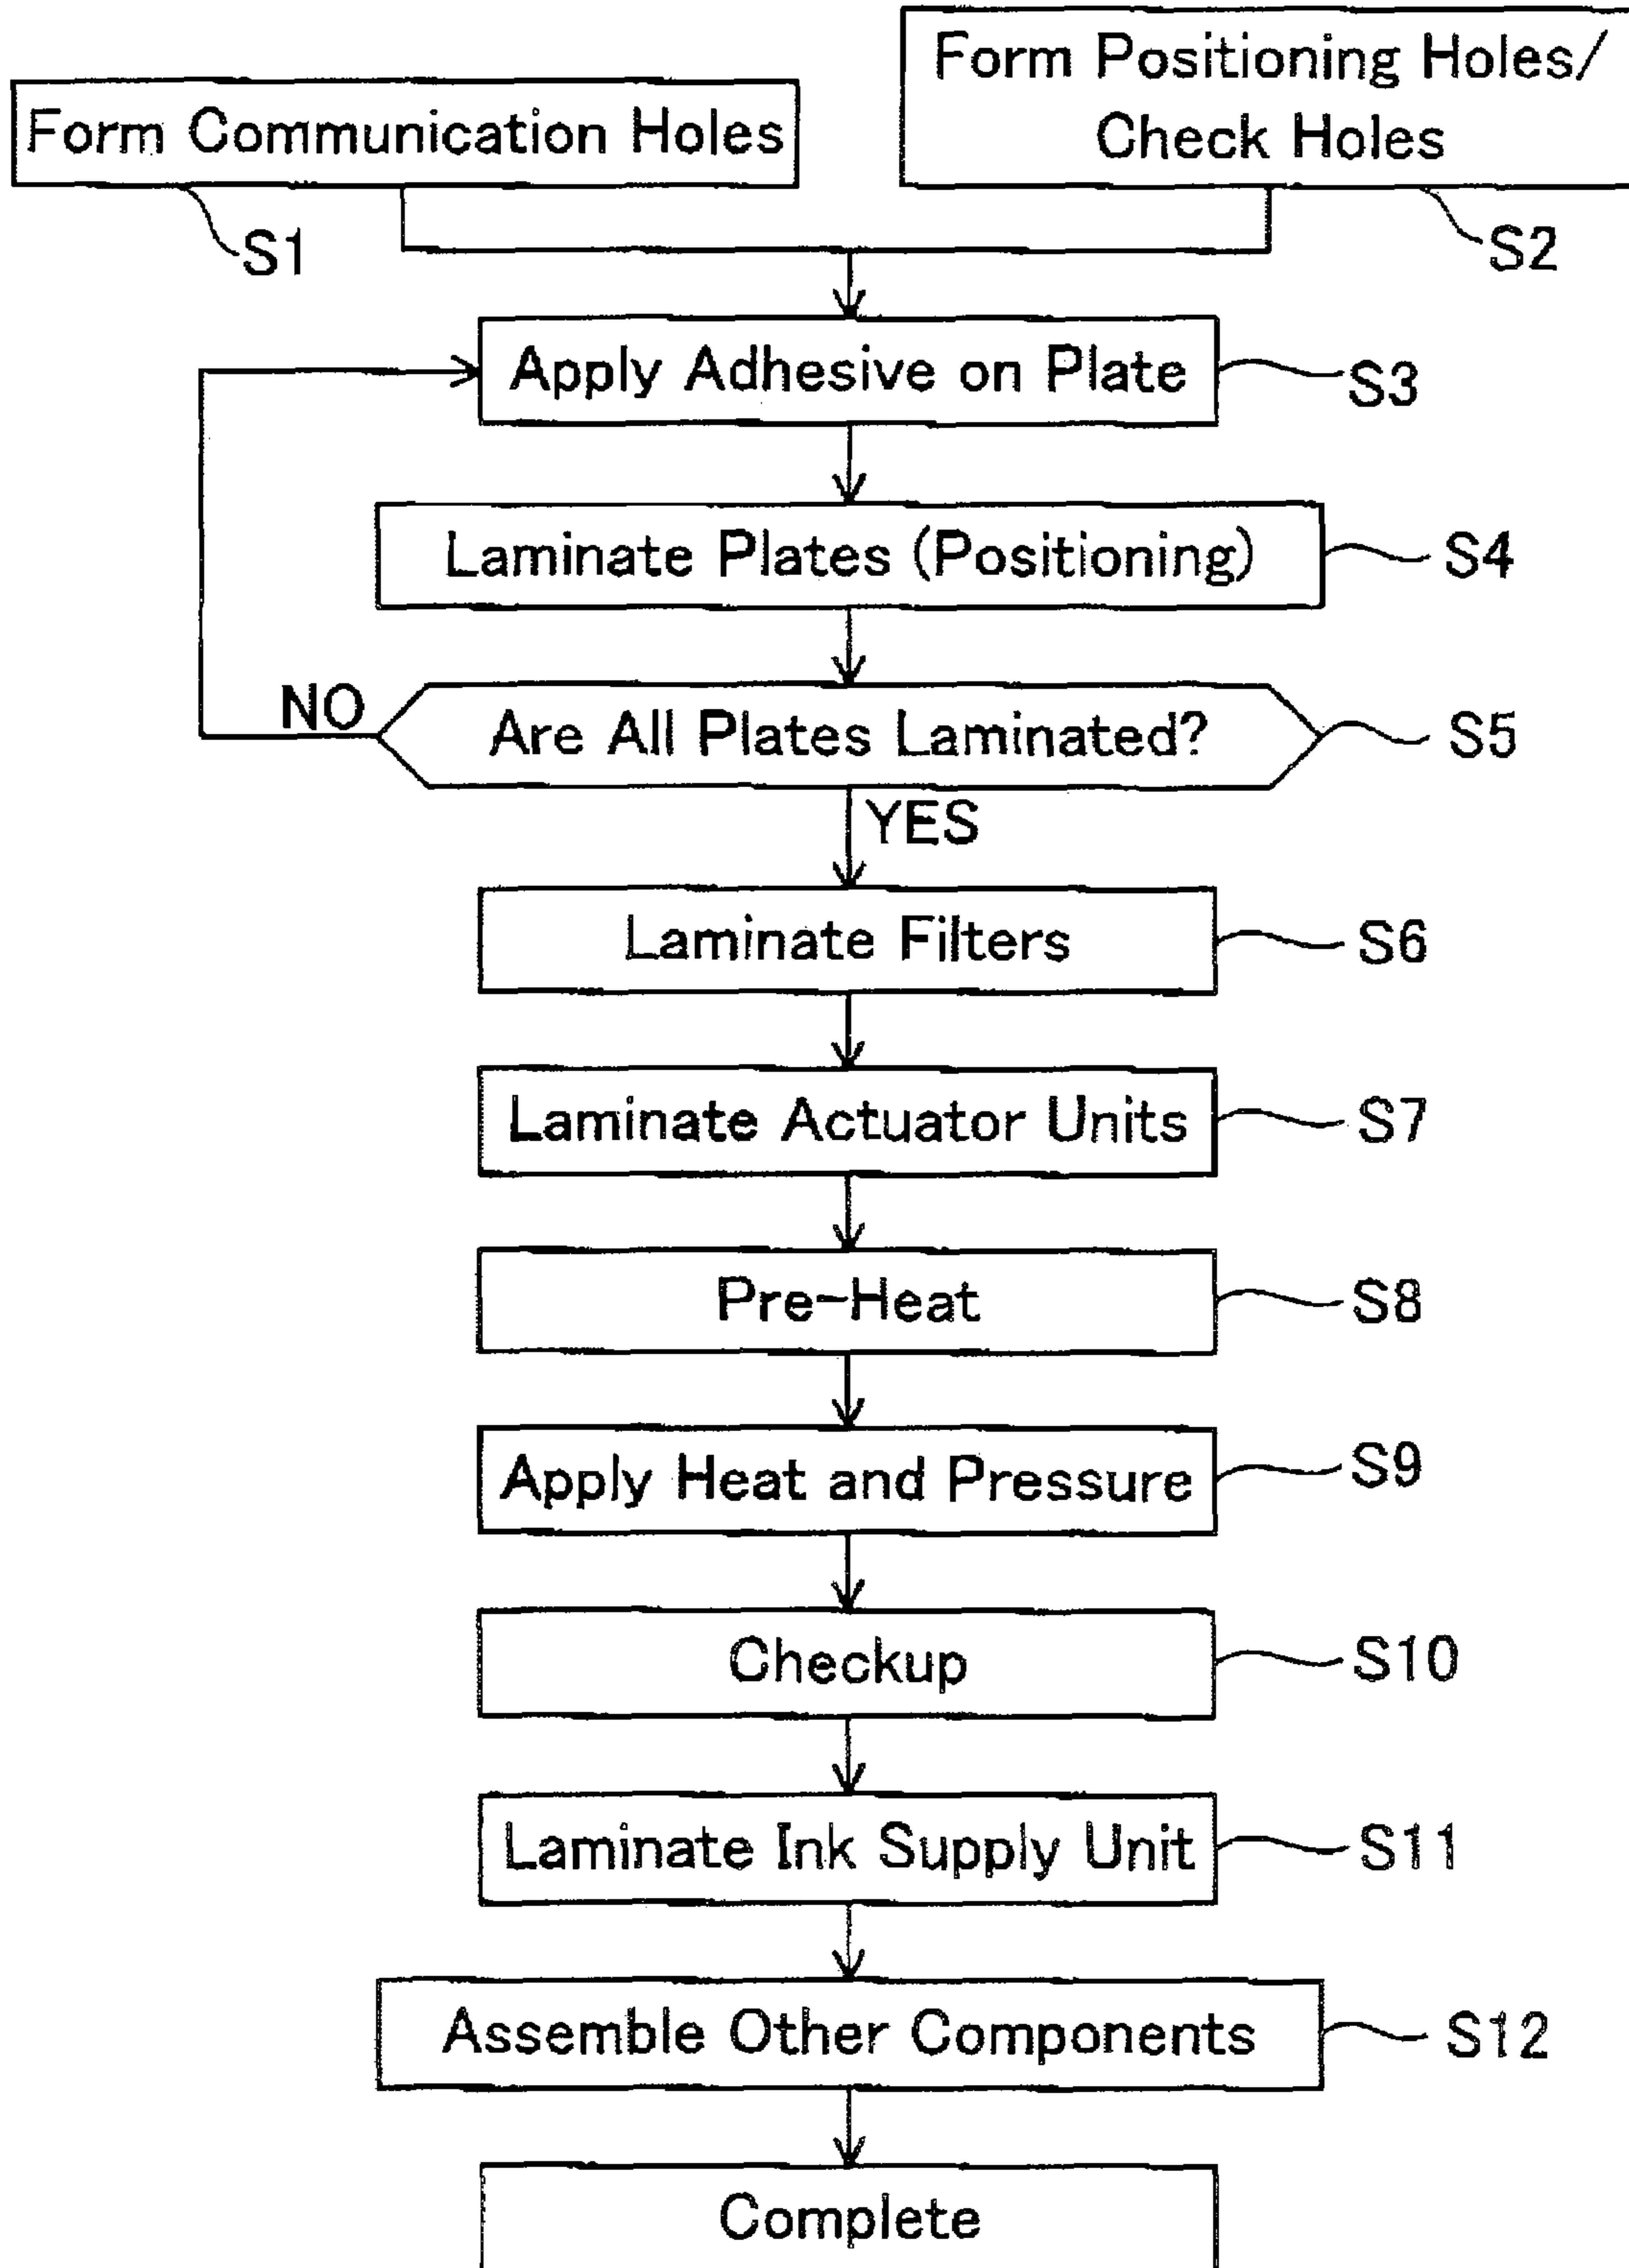 Form Communication Holes
S1
Form Positioning Holes/
Check Holes
S2
Apply Adhesive on Plate
S3
Laminate Plates (Positioning)
S4
NO
Are All Plates Laminated?
S5
YES
Laminate Filters
S6
Laminate Actuator Units
S7
Pre-Heat
S8
Apply Heat and Pressure
S9
Checkup
S10
Laminate Ink Supply Unit
S11
Assemble Other Components
S12
Complete